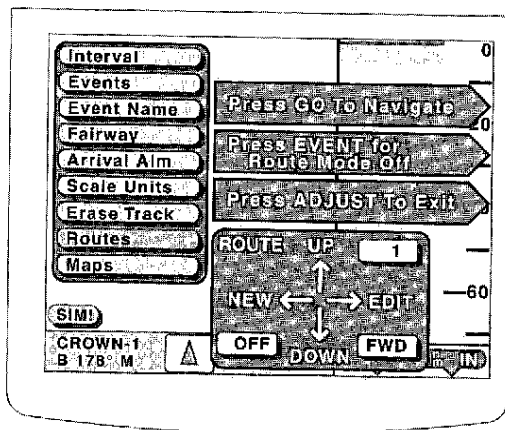 Interval
Events
Event Name
Fairway
Arrival Alm
Scale Units
Erase Track
Routes
Maps
0
Press GO To Navigate
20
Press EVENT for
Route Mode Off
Press ADJUST To Exit
ROUTE UP 1
NEW EDIT
60
OFF DOWN FWD
SIM!
CROWN-1
B 178° M
IN